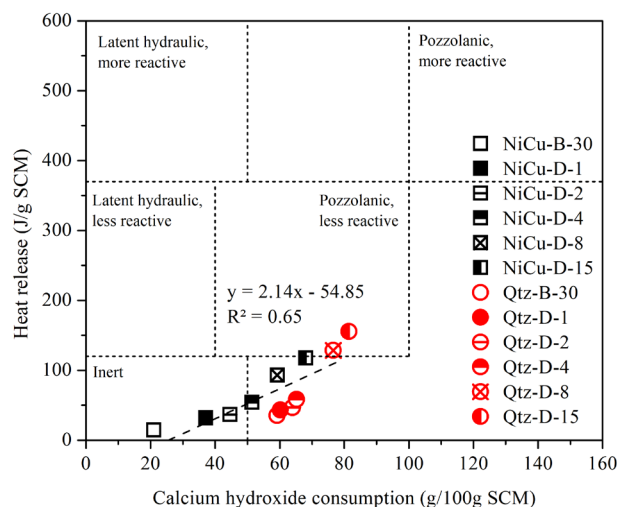 600
500
400
300
200
100
0
Heat release (J/g SCM)
Latent hydraulic,
more reactive
Pozzolanic,
more reactive
Latent hydraulic,
less reactive
Pozzolanic,
less reactive
y = 2.14x - 54.85
R² = 0.65
Inert
NiCu-B-30
NiCu-D-1
NiCu-D-2
NiCu-D-4
NiCu-D-8
NiCu-D-15
Qtz-B-30
Qtz-D-1
Qtz-D-2
Qtz-D-4
Qtz-D-8
Qtz-D-15
0 20 40 60 80 100 120 140 160
Calcium hydroxide consumption (g/100g SCM)